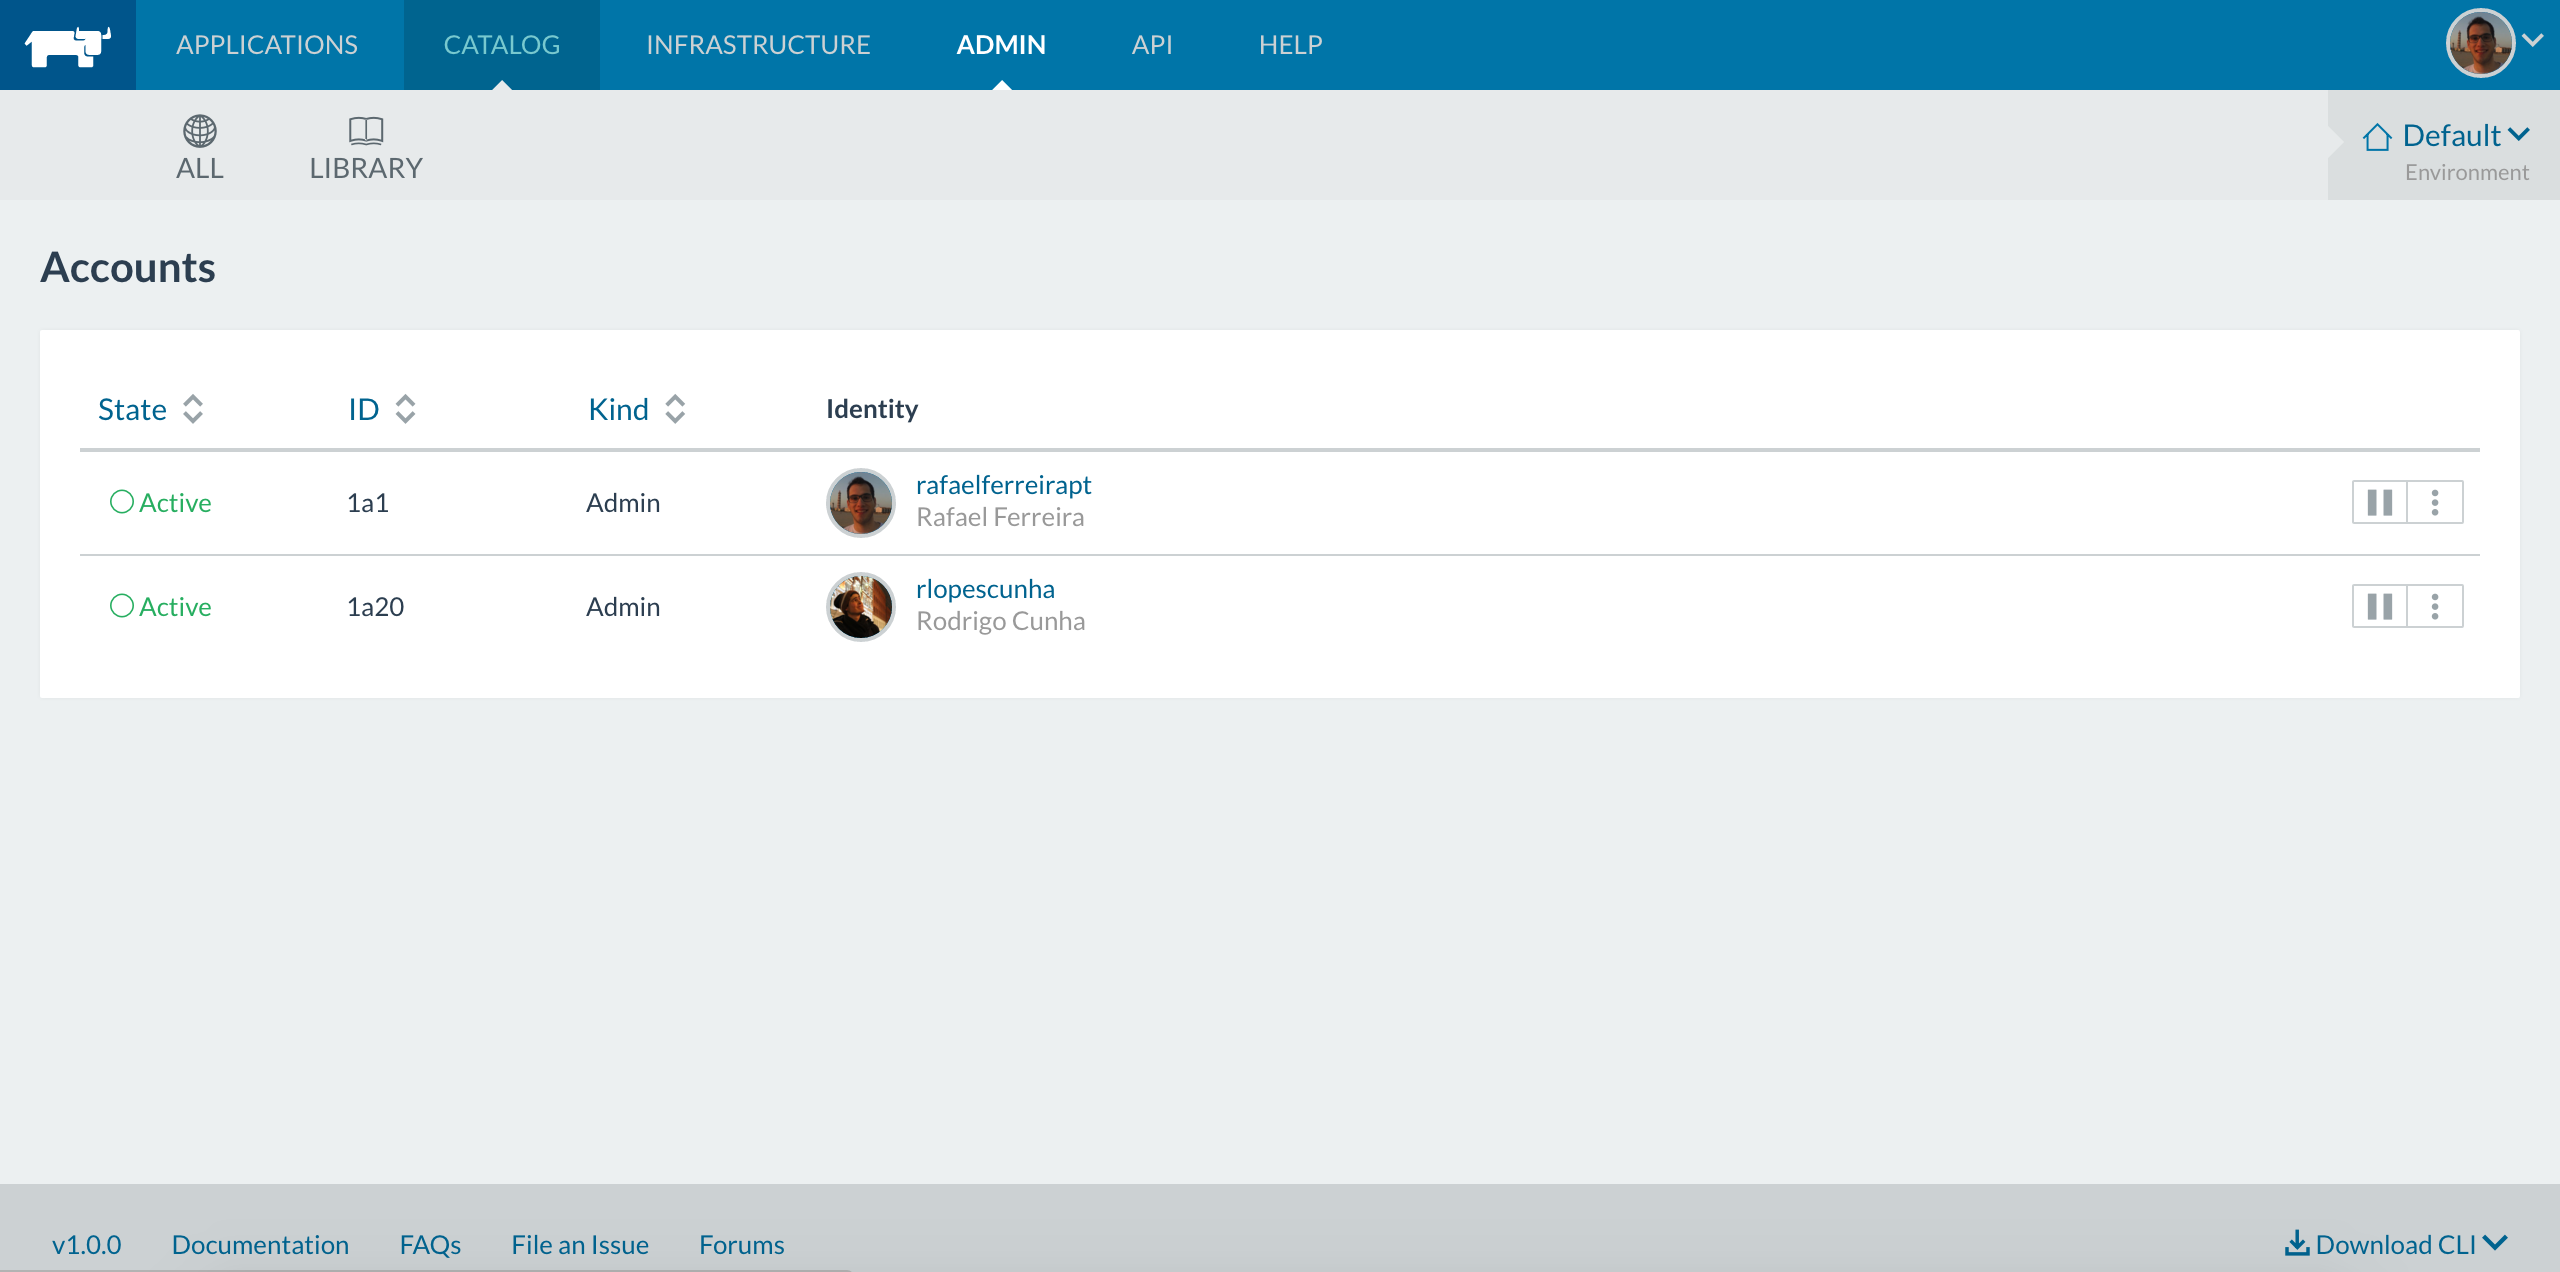 APPLICATIONS CATALOG INFRASTRUCTURE ADMIN API HELP
ALL LIBRARY
Default
Environment
Accounts
State ID Kind Identity
Active 1a1 Admin rafaelferreirapt
Rafael Ferreira
Active 1a20 Admin rlopescunha
Rodrigo Cunha
v1.0.0 Documentation FAQs File an Issue Forums Download CLI